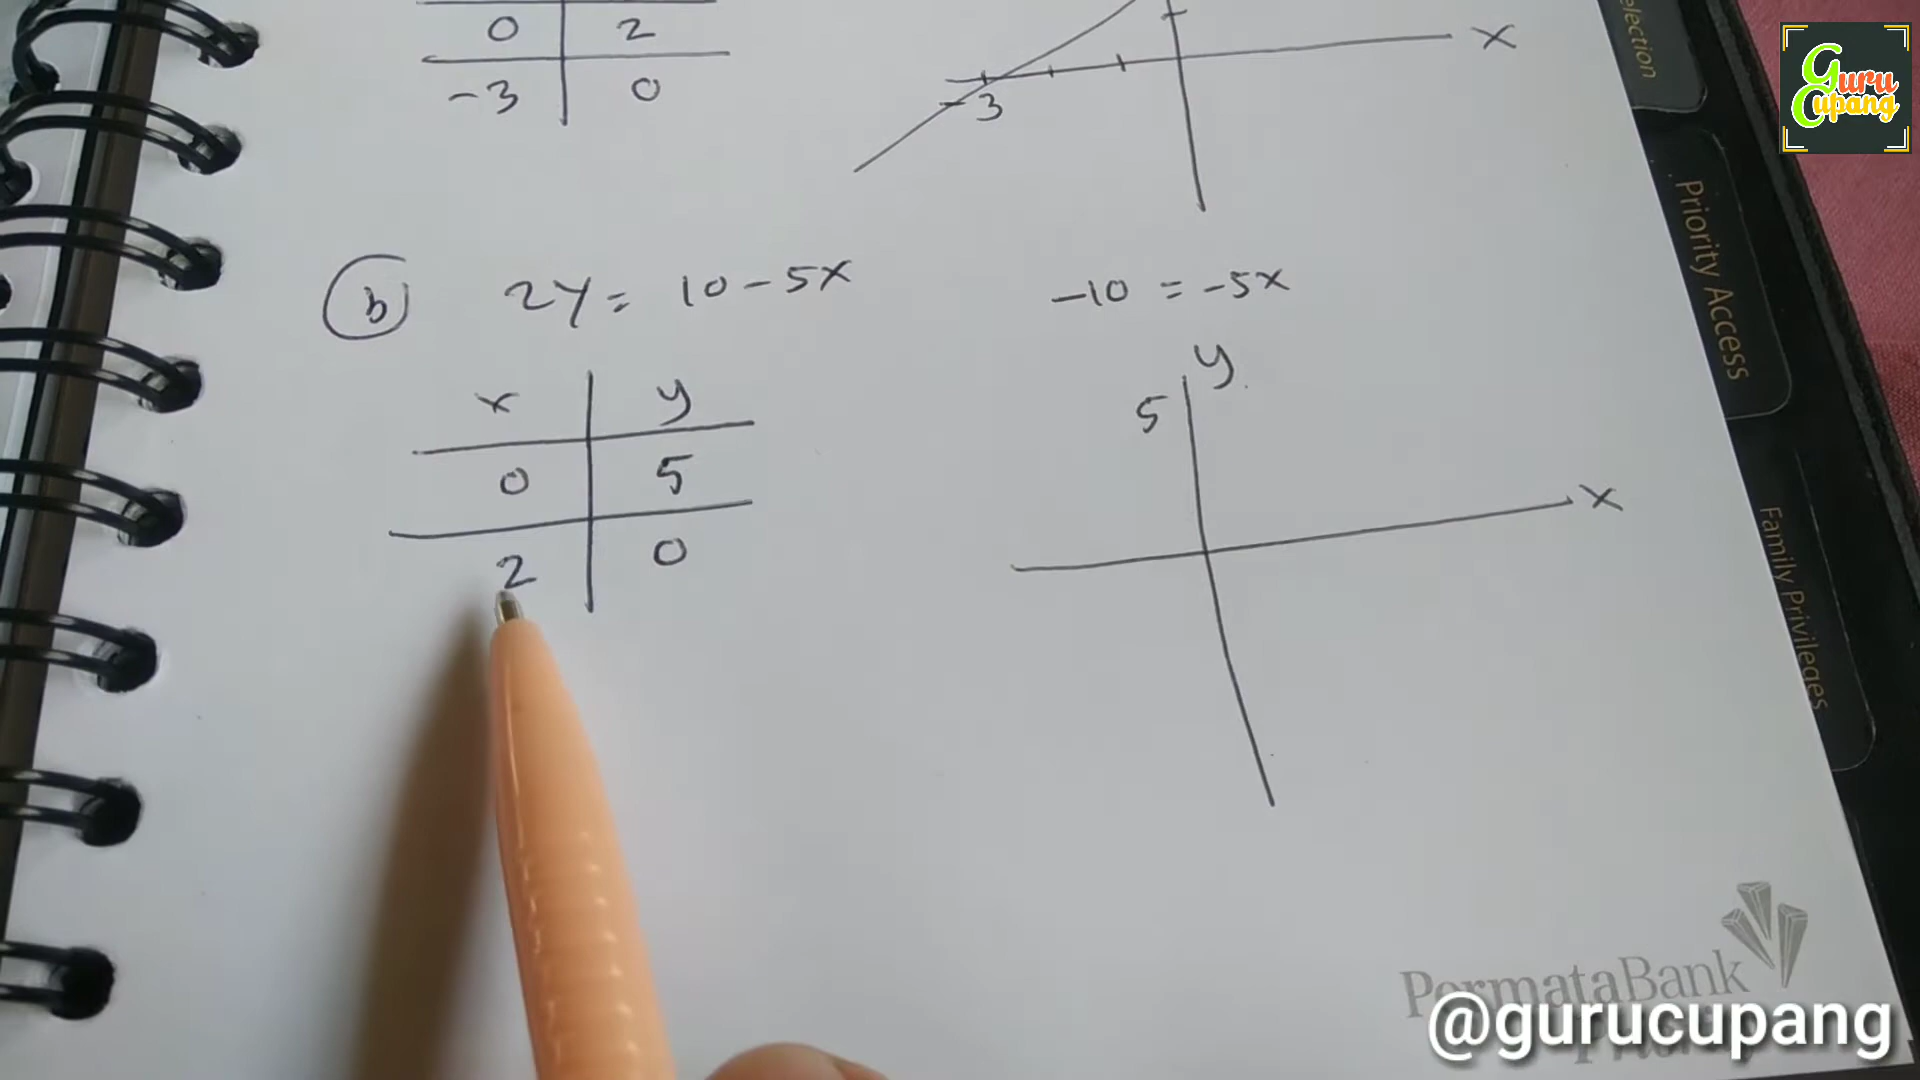 0 2
-3 0
-3
x
Guru
Cupang
election
Priority Access
Family Privileges
b 2y = 10 - 5x
-10 = -5x
x y
0 5
2 0
y
5
x
PermataBank
@gurucupang